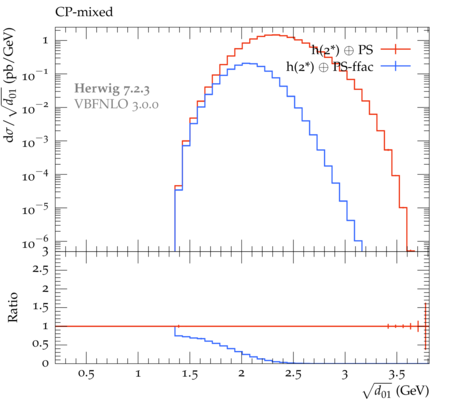 CP-mixed
h(2*) ⊕ PS
h(2*) ⊕ PS-ffac
Herwig 7.2.3
VBFNLO 3.0.0
dσ/√d₀₁ (pb/GeV)
1
10⁻¹
10⁻²
10⁻³
10⁻⁴
10⁻⁵
10⁻⁶
3
2.5
2
1.5
1
0.5
0
Ratio
0.5 1 1.5 2 2.5 3 3.5
√d₀₁ (GeV)